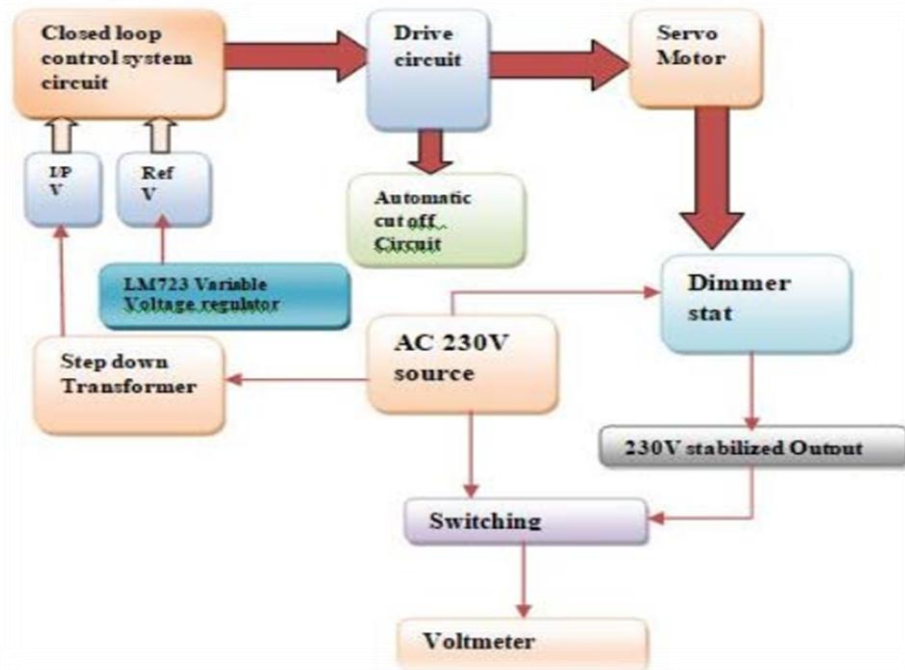 Closed loop
control system
circuit
Drive
circuit
Servo
Motor
I/P
V
Ref
V
Automatic
cut off
Circuit
LM723 Variable
Voltage regulator
Dimmer
stat
Step down
Transformer
AC 230V
source
230V stabilized Output
Switching
Voltmeter